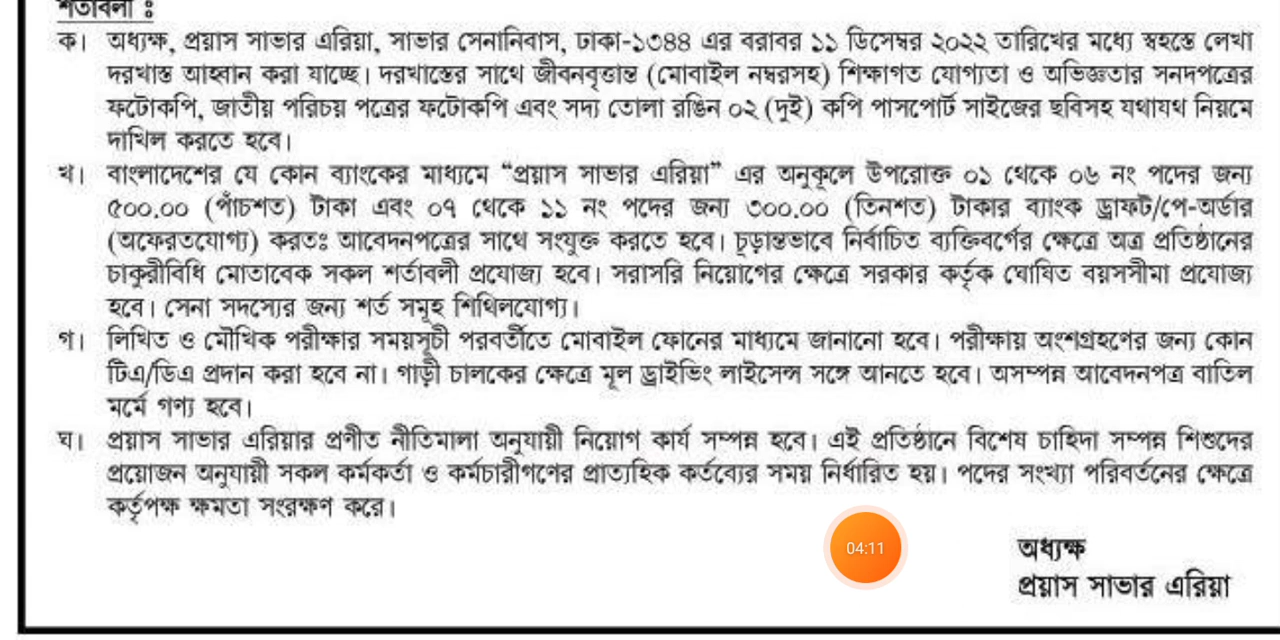 শর্তাবলী ঃ
ক। অধ্যক্ষ, প্রয়াস সাভার এরিয়া, সাভার সেনানিবাস, ঢাকা-১৩৪৪ এর বরাবর ১১ ডিসেম্বর ২০২২ তারিখের মধ্যে স্বহস্তে লেখা
দরখাস্ত আহ্বান করা যাচ্ছে। দরখাস্তের সাথে জীবনবৃত্তান্ত (মোবাইল নম্বরসহ) শিক্ষাগত যোগ্যতা ও অভিজ্ঞতার সনদপত্রের
ফটোকপি, জাতীয় পরিচয় পত্রের ফটোকপি এবং সদ্য তোলা রঙিন ০২ (দুই) কপি পাসপোর্ট সাইজের ছবিসহ যথাযথ নিয়মে
দাখিল করতে হবে।
খ। বাংলাদেশের যে কোন ব্যাংকের মাধ্যমে “প্রয়াস সাভার এরিয়া” এর অনুকূলে উপরোক্ত ০১ থেকে ০৬ নং পদের জন্য
৫০০.০০ (পাঁচশত) টাকা এবং ০৭ থেকে ১১ নং পদের জন্য ৩০০.০০ (তিনশত) টাকার ব্যাংক ড্রাফট/পে-অর্ডার
(অফেরতযোগ্য) করতঃ আবেদনপত্রের সাথে সংযুক্ত করতে হবে। চূড়ান্তভাবে নির্বাচিত ব্যক্তিবর্গের ক্ষেত্রে অত্র প্রতিষ্ঠানের
চাকুরীবিধি মোতাবেক সকল শর্তাবলী প্রযোজ্য হবে। সরাসরি নিয়োগের ক্ষেত্রে সরকার কর্তৃক ঘোষিত বয়সসীমা প্রযোজ্য
হবে। সেনা সদস্যের জন্য শর্ত সমূহ শিথিলযোগ্য।
গ। লিখিত ও মৌখিক পরীক্ষার সময়সূচী পরবর্তীতে মোবাইল ফোনের মাধ্যমে জানানো হবে। পরীক্ষায় অংশগ্রহণের জন্য কোন
টিএ/ডিএ প্রদান করা হবে না। গাড়ী চালকের ক্ষেত্রে মূল ড্রাইভিং লাইসেন্স সঙ্গে আনতে হবে। অসম্পন্ন আবেদনপত্র বাতিল
মর্মে গণ্য হবে।
ঘ। প্রয়াস সাভার এরিয়ার প্রণীত নীতিমালা অনুযায়ী নিয়োগ কার্য সম্পন্ন হবে। এই প্রতিষ্ঠানে বিশেষ চাহিদা সম্পন্ন শিশুদের
প্রয়োজন অনুযায়ী সকল কর্মকর্তা ও কর্মচারীগণের প্রাত্যহিক কর্তব্যের সময় নির্ধারিত হয়। পদের সংখ্যা পরিবর্তনের ক্ষেত্রে
কর্তৃপক্ষ ক্ষমতা সংরক্ষণ করে।
04:11
অধ্যক্ষ
প্রয়াস সাভার এরিয়া